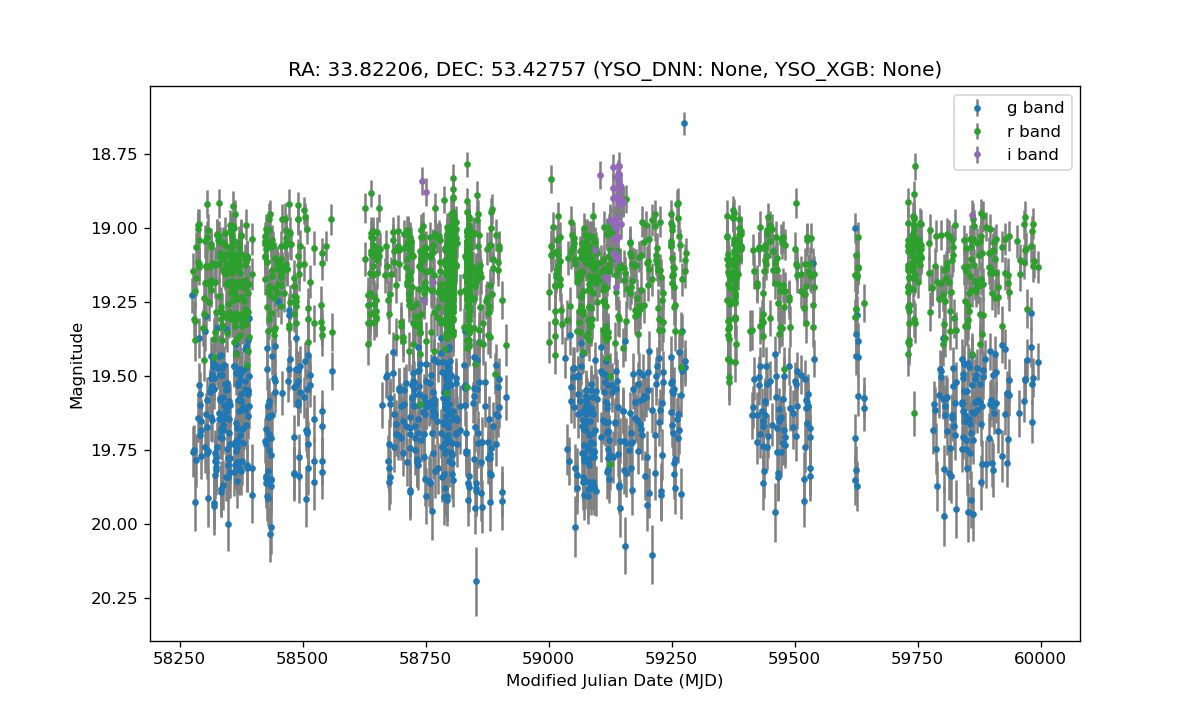 RA: 33.82206, DEC: 53.42757 (YSO_DNN: None, YSO_XGB: None)
g band
r band
i band
18.75
19.00
19.25
19.50
19.75
20.00
20.25
Magnitude
58250 58500 58750 59000 59250 59500 59750 60000
Modified Julian Date (MJD)